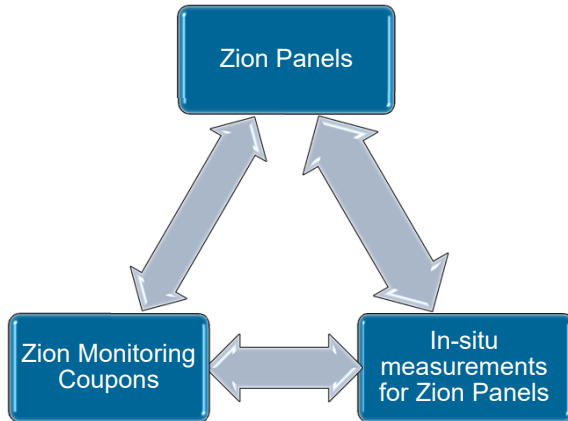 Zion Panels
Zion Monitoring
Coupons
In-situ
measurements
for Zion Panels